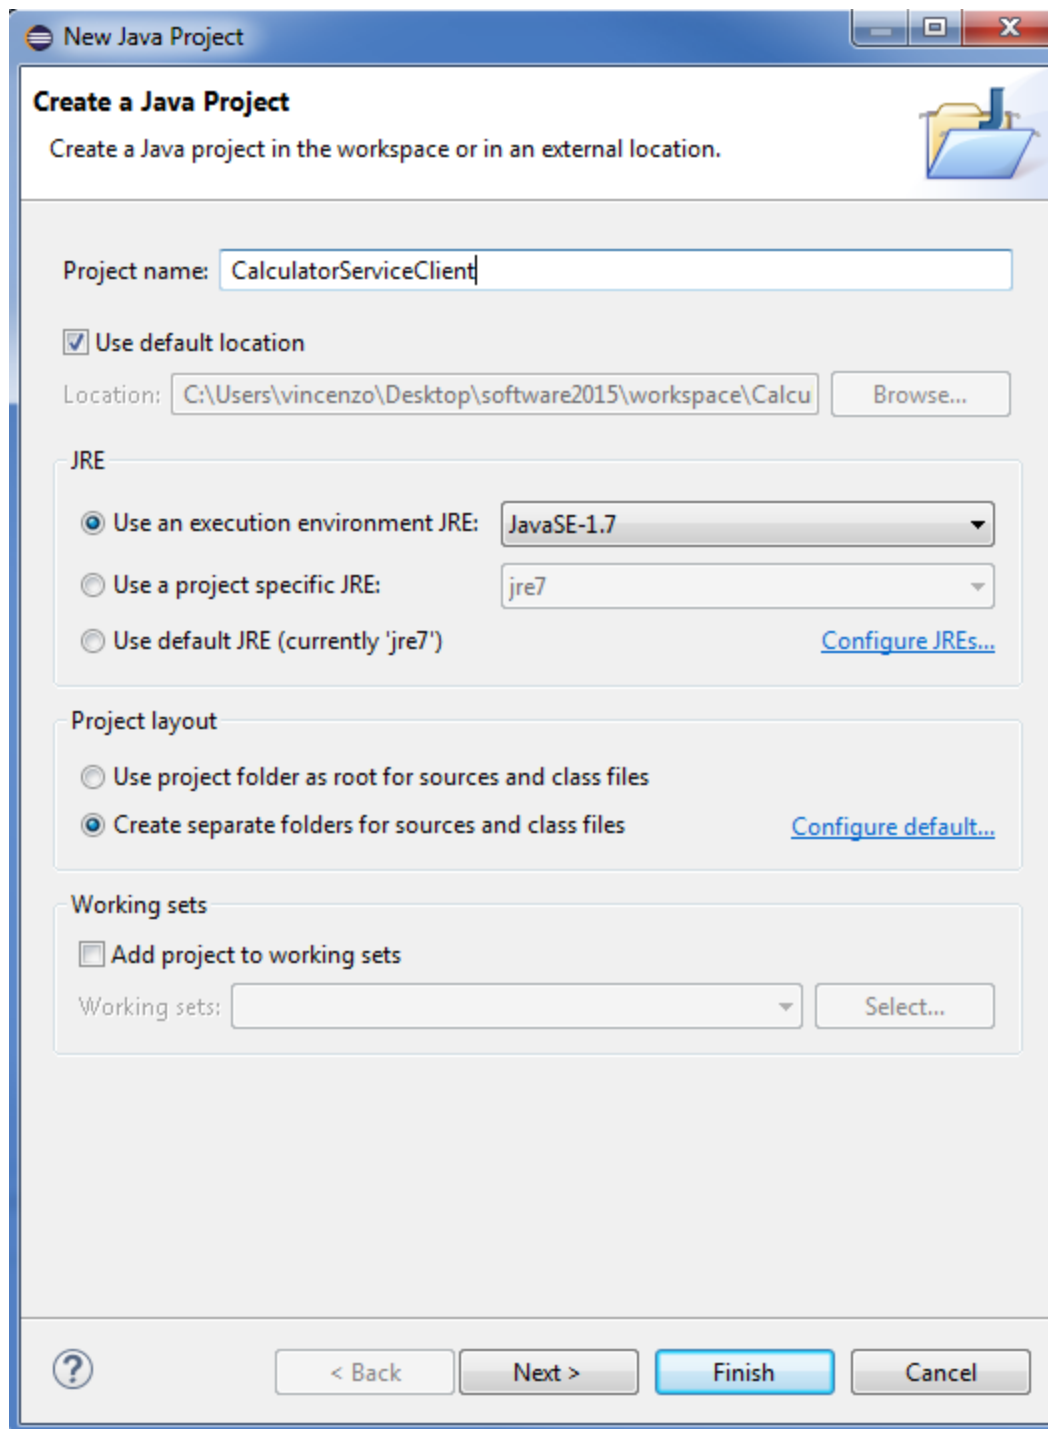 New Java Project
Create a Java Project
Create a Java project in the workspace or in an external location.
Project name: CalculatorServiceClient
Use default location
Location: C:\Users\vincenzo\Desktop\software2015\workspace\Calcu Browse...
JRE
Use an execution environment JRE: JavaSE-1.7
Use a project specific JRE: jre7
Use default JRE (currently 'jre7') Configure JREs...
Project layout
Use project folder as root for sources and class files
Create separate folders for sources and class files Configure default...
Working sets
Add project to working sets
Working sets: Select...
? < Back Next > Finish Cancel